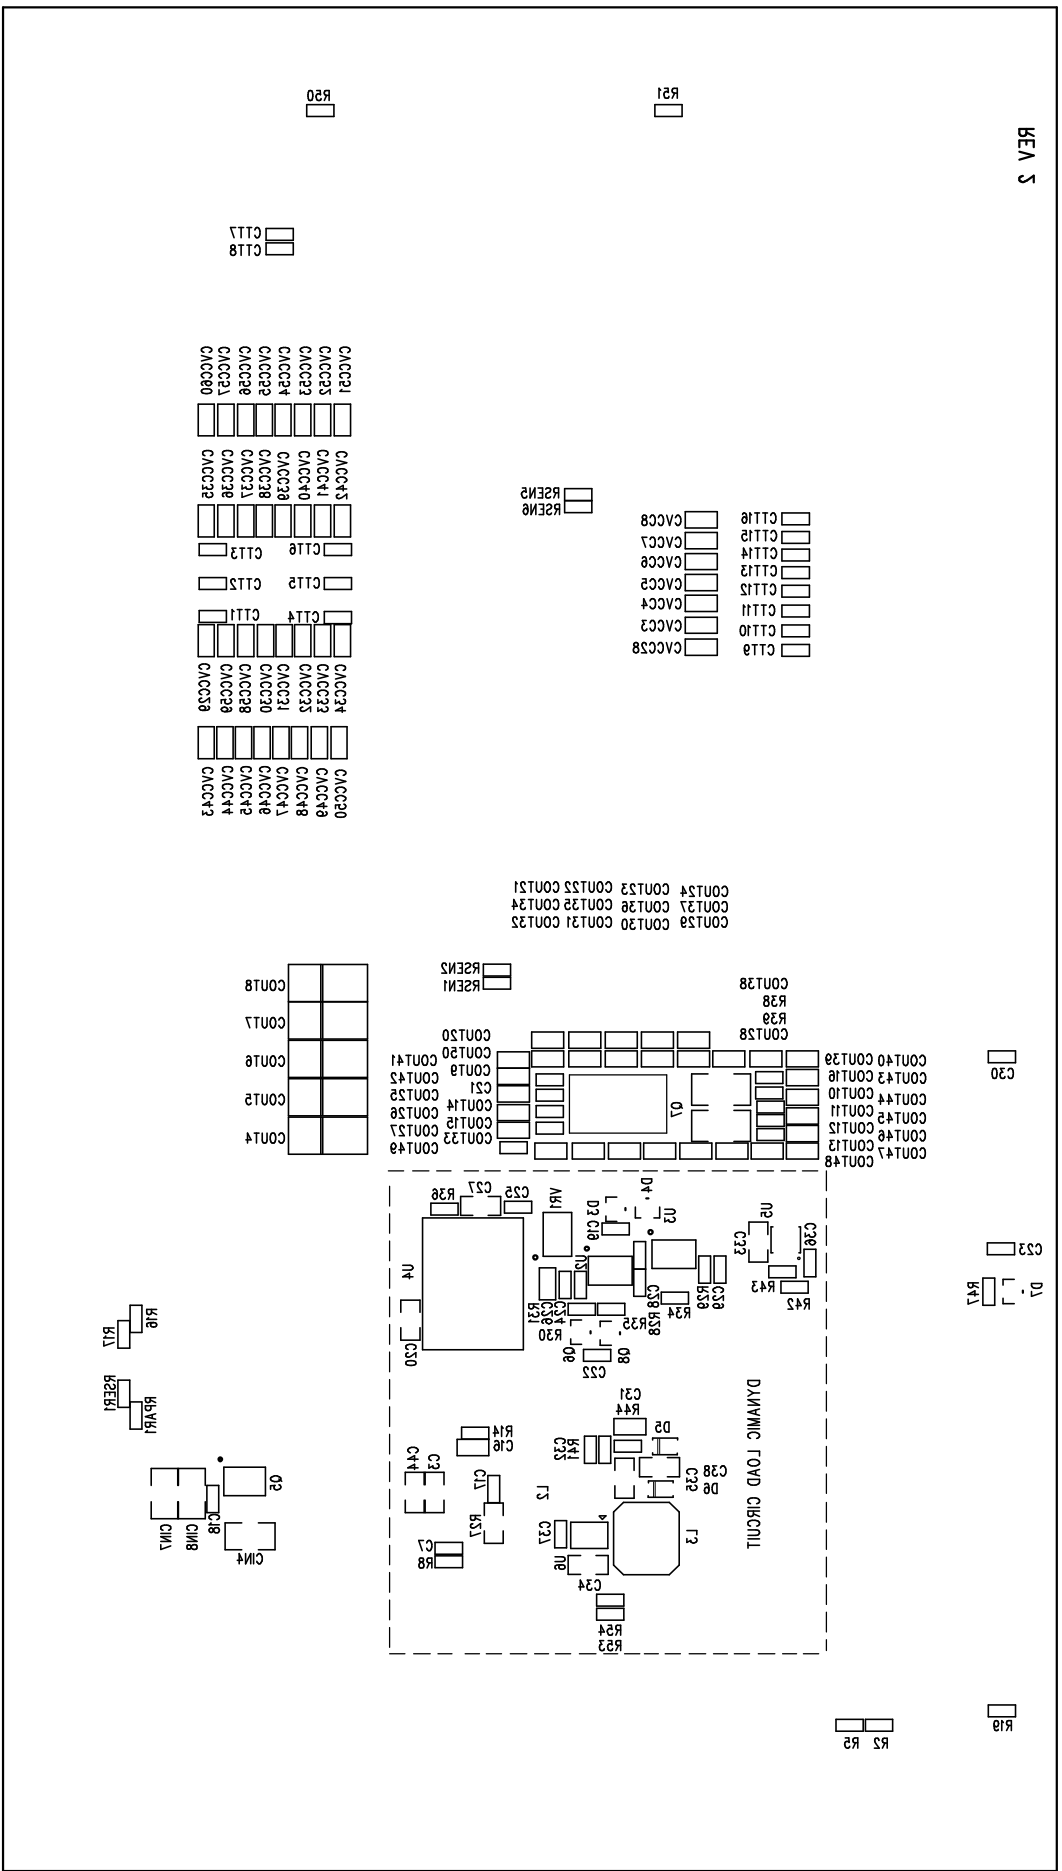 R50
R51
REV 2
CTT7
CTT8
CVCC60
CVCC57
CVCC56
CVCC55
CVCC54
CVCC53
CVCC52
CVCC51
CVCC35
CVCC36
CVCC37
CVCC38
CVCC39
CVCC40
CVCC41
CVCC42
CTT3
CTT6
CTT2
CTT5
CTT1
CTT4
RSEN5
RSEN6
CVCC8
CVCC7
CVCC6
CVCC5
CVCC4
CVCC3
CVCC28
CTT16
CTT15
CTT14
CTT13
CTT12
CTT11
CTT10
CTT9
CVCC29
CVCC59
CVCC58
CVCC30
CVCC31
CVCC32
CVCC33
CVCC34
CVCC43
CVCC44
CVCC45
CVCC46
CVCC47
CVCC48
CVCC49
CVCC50
COUT21 COUT22 COUT23 COUT24
COUT34 COUT35 COUT36 COUT37
COUT32 COUT31 COUT30 COUT29
RSEN2
RSEN1
COUT8
COUT7
COUT6
COUT5
COUT4
COUT38
R38
R39
COUT28
COUT20
COUT50
COUT41
COUT9
COUT42
C21
COUT25
COUT14
COUT26
COUT15
COUT27
COUT33
COUT49
Q7
COUT39
COUT40
COUT16
COUT43
COUT10
COUT44
COUT11
COUT45
COUT12
COUT46
COUT13
COUT47
COUT48
C30
R36
C27
C25
VR1
D3
D4
C19
U3
U5
C33
C36
U4
U2
R43
R42
C23
R47
D7
C20
R31
C26
C24
R30
R35
C28
R28
R34
R29
C29
Q6
Q8
C22
R16
R17
RSER1
RPAR1
C31
R44
D5
C32
R41
C38
D6
C35
DYNAMIC LOAD CIRCUIT
R14
C16
C44
C3
C17
R27
L2
L3
C37
U6
C34
C7
R8
Q5
C18
CIN7
CIN8
CIN4
R54
R53
R5
R2
R19